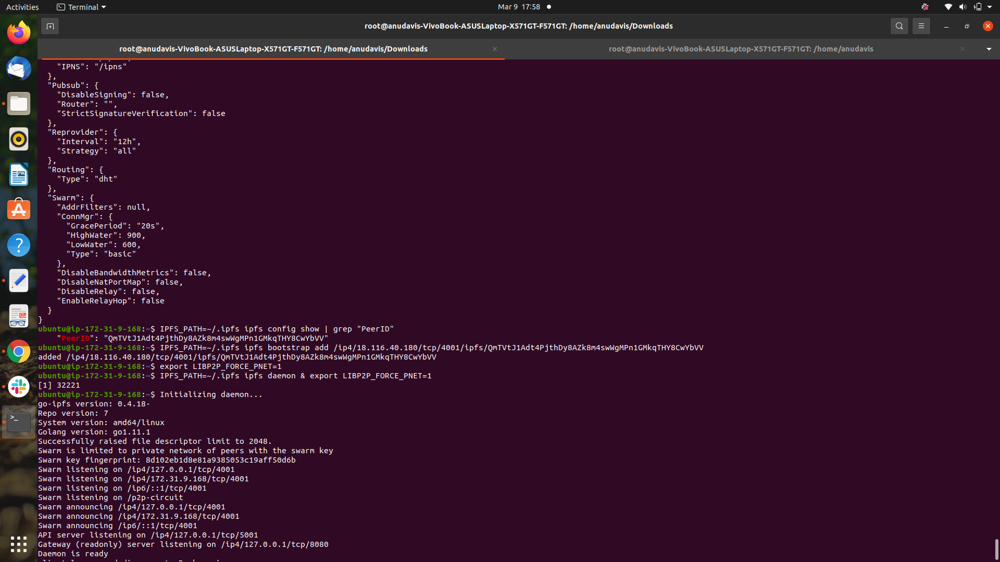 Activities
Terminal
Mar 9 17:58
root@anudavis-VivoBook-ASUSLaptop-X571GT-F571GT: /home/anudavis/Downloads
root@anudavis-VivoBook-ASUSLaptop-X571GT-F571GT: /home/anudavis/Downloads
root@anudavis-VivoBook-ASUSLaptop-X571GT-F571GT: /home/anudavis
    "IPNS": "/ipns"
  },
  "Pubsub": {
    "DisableSigning": false,
    "Router": "",
    "StrictSignatureVerification": false
  },
  "Reprovider": {
    "Interval": "12h",
    "Strategy": "all"
  },
  "Routing": {
    "Type": "dht"
  },
  "Swarm": {
    "AddrFilters": null,
    "ConnMgr": {
      "GracePeriod": "20s",
      "HighWater": 900,
      "LowWater": 600,
      "Type": "basic"
    },
    "DisableBandwidthMetrics": false,
    "DisableNatPortMap": false,
    "DisableRelay": false,
    "EnableRelayHop": false
  }
}
ubuntu@ip-172-31-9-168:~$ IPFS_PATH=~/.ipfs ipfs config show | grep "PeerID"
    "PeerID": "QmTVtJ1Adt4PjthDy8AZk8m4swWgMPn1GMkqTHY8CwYbVV"
ubuntu@ip-172-31-9-168:~$ IPFS_PATH=~/.ipfs ipfs bootstrap add /ip4/18.116.40.180/tcp/4001/ipfs/QmTVtJ1Adt4PjthDy8AZk8m4swWgMPn1GMkqTHY8CwYbVV
added /ip4/18.116.40.180/tcp/4001/ipfs/QmTVtJ1Adt4PjthDy8AZk8m4swWgMPn1GMkqTHY8CwYbVV
ubuntu@ip-172-31-9-168:~$ export LIBP2P_FORCE_PNET=1
ubuntu@ip-172-31-9-168:~$ IPFS_PATH=~/.ipfs ipfs daemon & export LIBP2P_FORCE_PNET=1
[1] 32221
ubuntu@ip-172-31-9-168:~$ Initializing daemon...
go-ipfs version: 0.4.18-
Repo version: 7
System version: amd64/linux
Golang version: go1.11.1
Successfully raised file descriptor limit to 2048.
Swarm is limited to private network of peers with the swarm key
Swarm key fingerprint: 8d102eb1d8e81a9385053c19aff50d6b
Swarm listening on /ip4/127.0.0.1/tcp/4001
Swarm listening on /ip4/172.31.9.168/tcp/4001
Swarm listening on /ip6/::1/tcp/4001
Swarm listening on /p2p-circuit
Swarm announcing /ip4/127.0.0.1/tcp/4001
Swarm announcing /ip4/172.31.9.168/tcp/4001
Swarm announcing /ip6/::1/tcp/4001
API server listening on /ip4/127.0.0.1/tcp/5001
Gateway (readonly) server listening on /ip4/127.0.0.1/tcp/8080
Daemon is ready